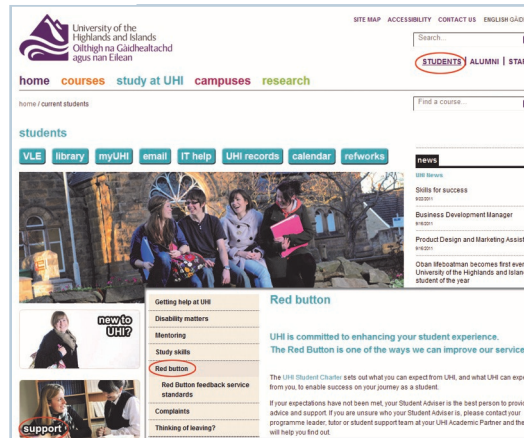 University of the
Highlands and Islands
Oilthigh na Gàidhealtachd
agus nan Eilean
SITE MAP ACCESSIBILITY CONTACT US ENGLISH
Search...
STUDENTS | ALUMNI |
home courses study at UHI campuses research
home / current students
Find a course...
students
VLE library myUHI email IT help UHI records calendar refworks
news
UHI News
Skills for success
9/22/2011
Business Development Manager
9/16/2011
Product Design and Marketing
9/16/2011
Oban lifeboatman becomes first
University of the Highlands and
student of the year
new to
UHI?
support
Getting help at UHI
Disability matters
Mentoring
Study skills
Red button
Red Button feedback service
standards
Complaints
Thinking of leaving?
Red button
UHI is committed to enhancing your student experience.
The Red Button is one of the ways we can improve our service
The UHI Student Charter sets out what you can expect from UHI, and what UHI can
from you, to enable success on your journey as a student.
If your expectations have not been met, your Student Adviser is the best person to
advice and support. If you are unsure who your Student Adviser is, please contact your
programme leader, tutor or student support team at your UHI Academic Partner and
will help you find out.